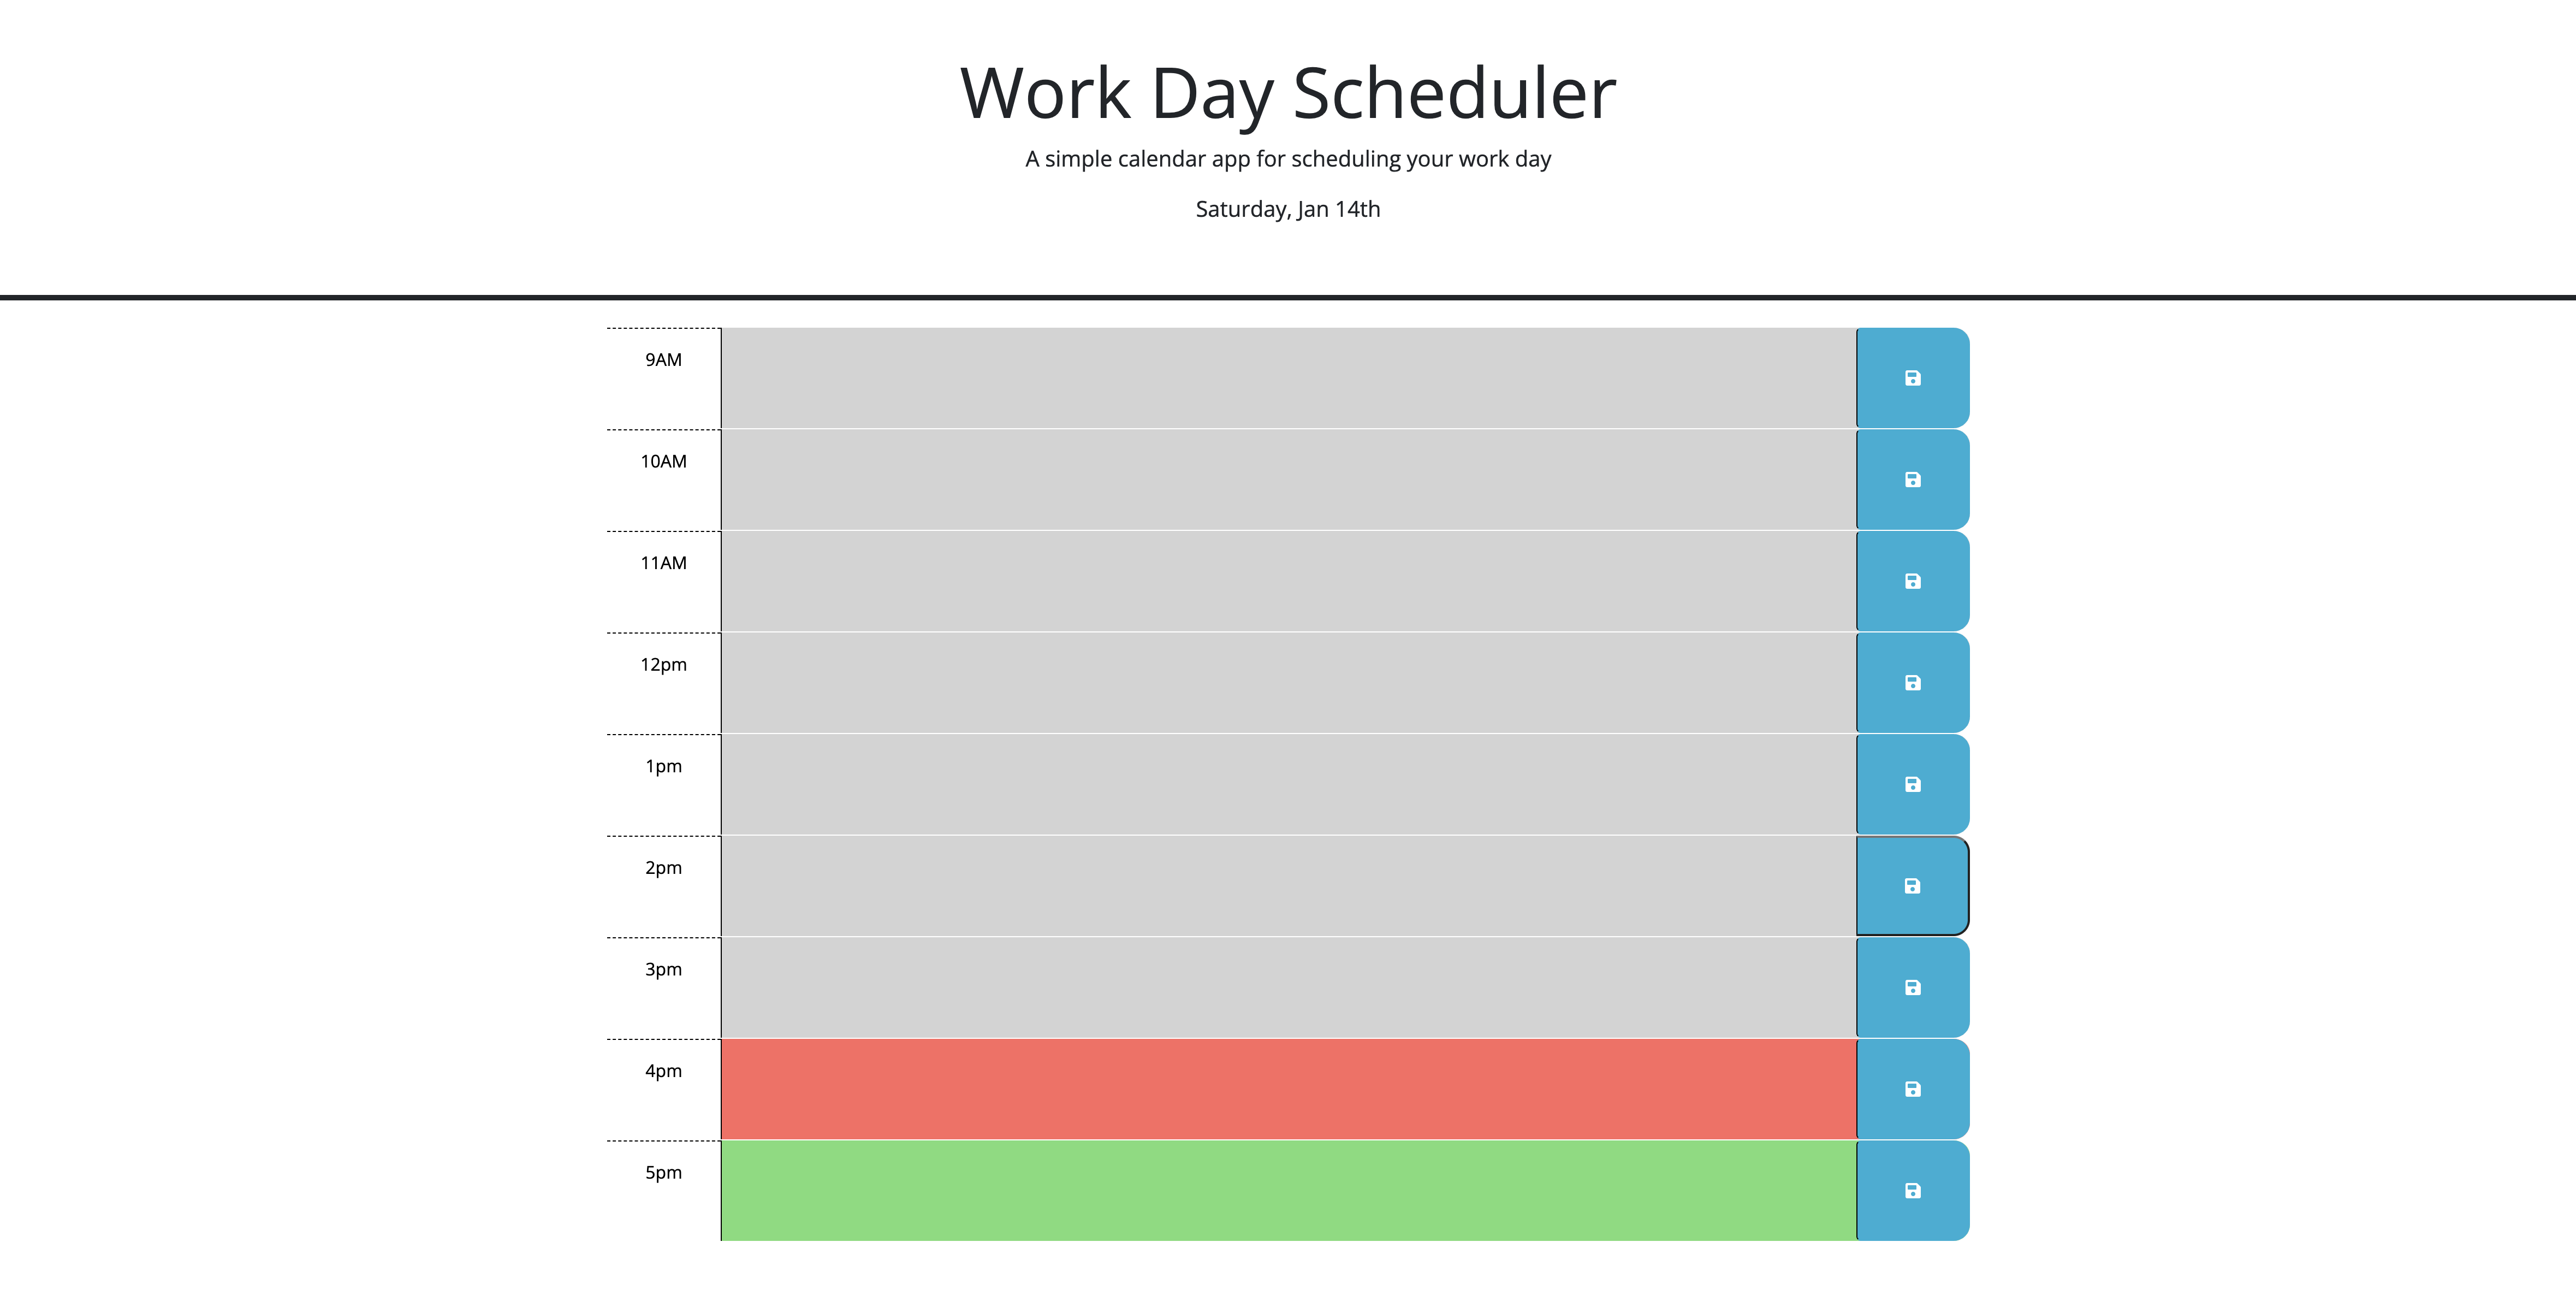 Work Day Scheduler
A simple calendar app for scheduling your work day
Saturday, Jan 14th
9AM
10AM
11AM
12pm
1pm
2pm
3pm
4pm
5pm